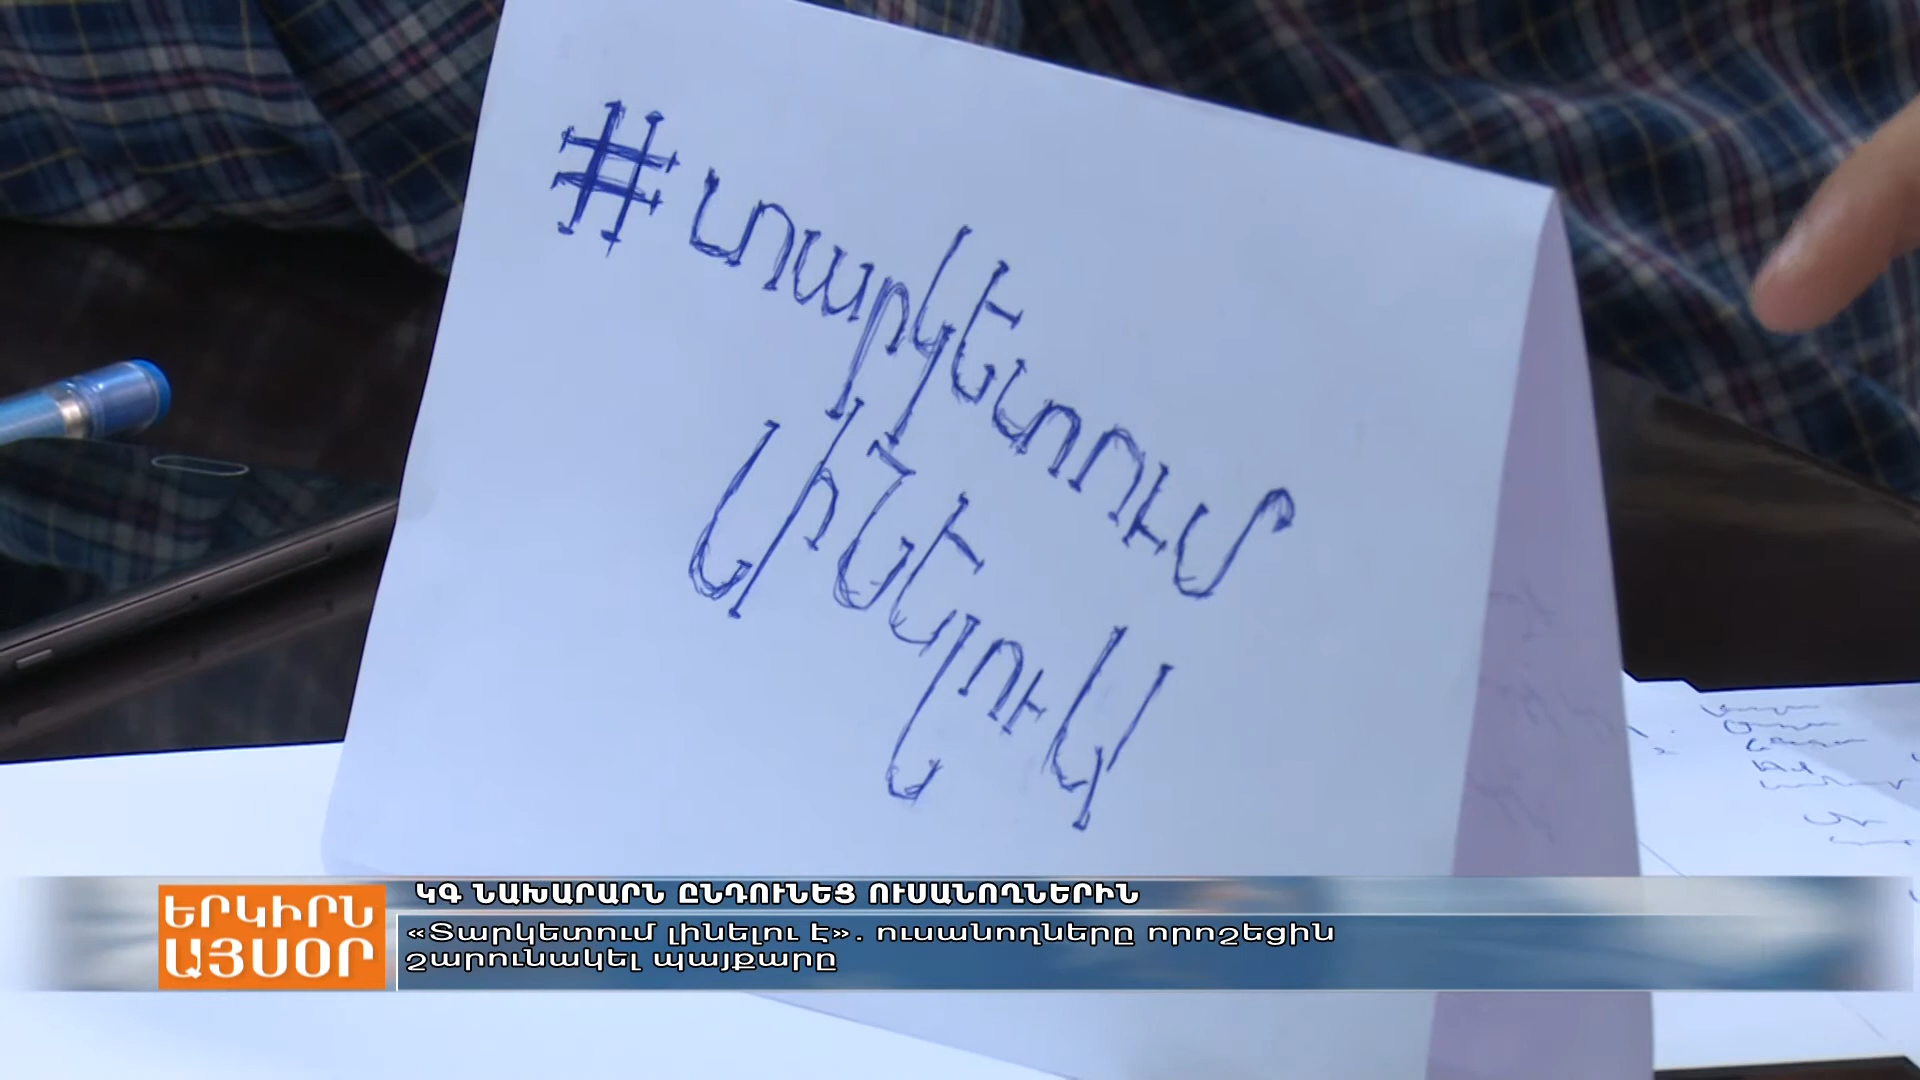 #տարկետում
լինելու է
ԵՐԿԻՐՆ
ԱՅՍՕՐ
ԿԳ ՆԱԽԱՐԱՐՆ ԸՆԴՈՒՆԵՑ ՈՒՍԱՆՈՂՆԵՐԻՆ
«Տարկետում լինելու է». ուսանողները որոշեցին
շարունակել պայքարը